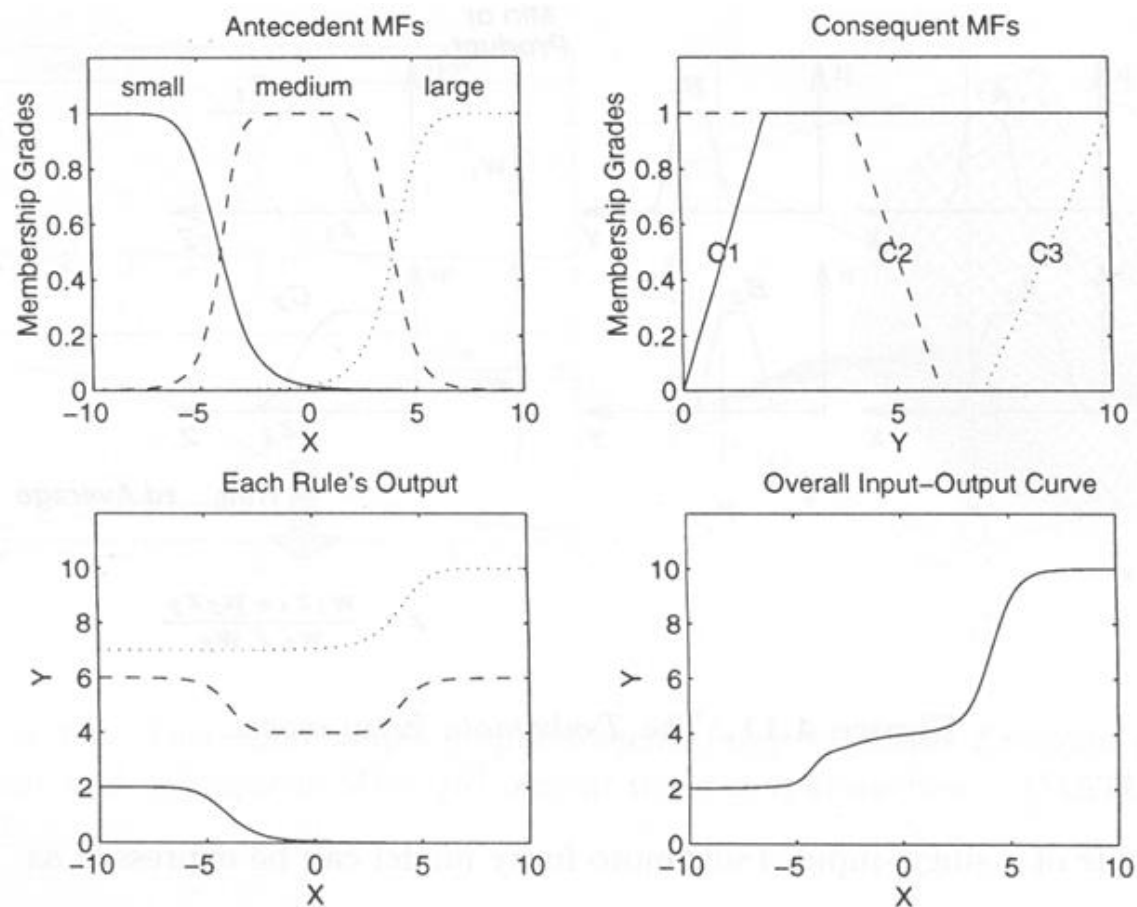 Antecedent MFs
small medium large
Membership Grades
1
0.8
0.6
0.4
0.2
0
−10 −5 0 5 10
X
Consequent MFs
Membership Grades
1
0.8
0.6
0.4
0.2
0
C1 C2 C3
0 5 10
Y
Each Rule's Output
Y
10
8
6
4
2
0
−10 −5 0 5 10
X
Overall Input−Output Curve
Y
10
8
6
4
2
0
−10 −5 0 5 10
X